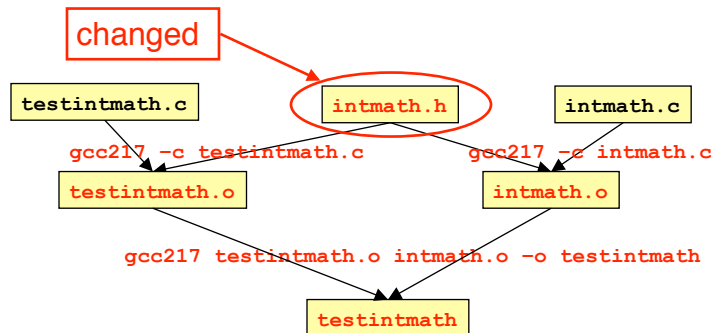 changed
testintmath.c
intmath.h
intmath.c
gcc217 –c testintmath.c
gcc217 –c intmath.c
testintmath.o
intmath.o
gcc217 testintmath.o intmath.o –o testintmath
testintmath